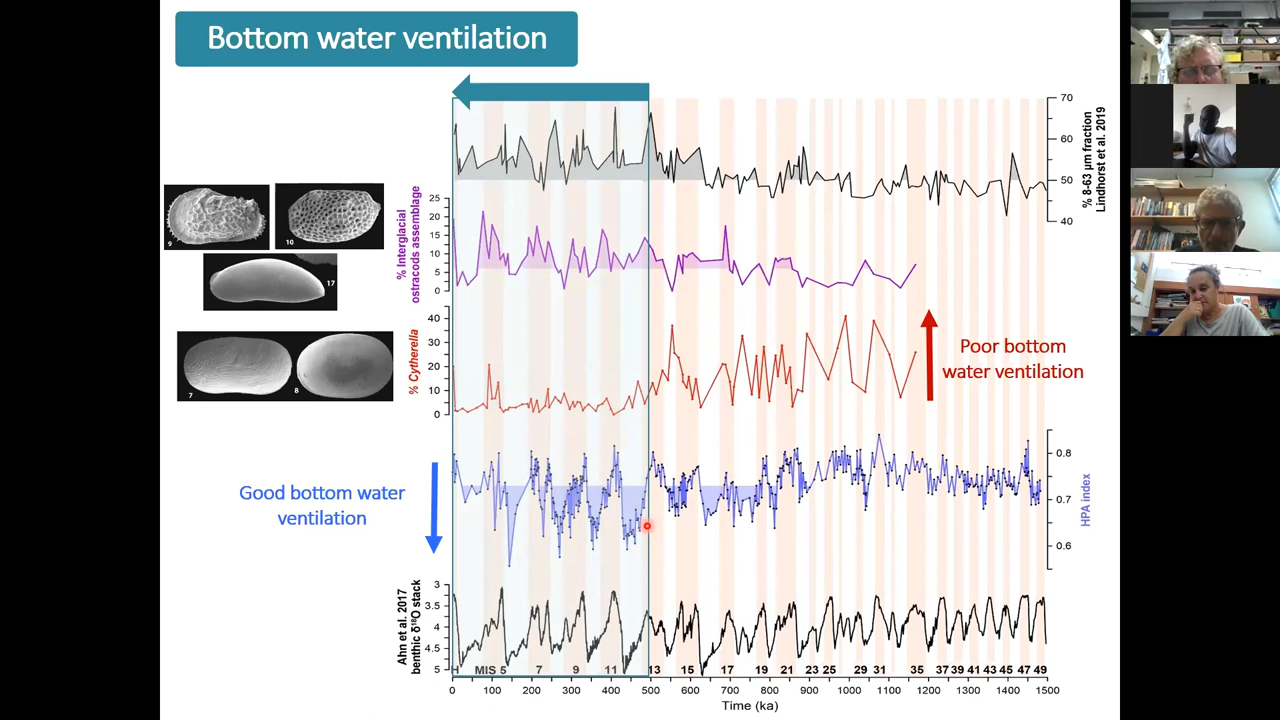 Bottom water ventilation
70
60
50
40
% 8-63 µm fraction
Lindhorst et al. 2019
9
10
17
7
8
25
20
15
10
5
0
% Interglacial
ostracods assemblage
40
30
20
10
0
% Cytherella
Poor bottom
water ventilation
Good bottom water
ventilation
0.8
0.7
0.6
HPA index
3
3.5
4
4.5
5
Ahn et al. 2017
benthic δ18O stack
H MIS 5 7 9 11 13 15 17 19 21 23 25 29 31 35 37 39 41 43 45 47 49
0 100 200 300 400 500 600 700 800 900 1000 1100 1200 1300 1400 1500
Time (ka)